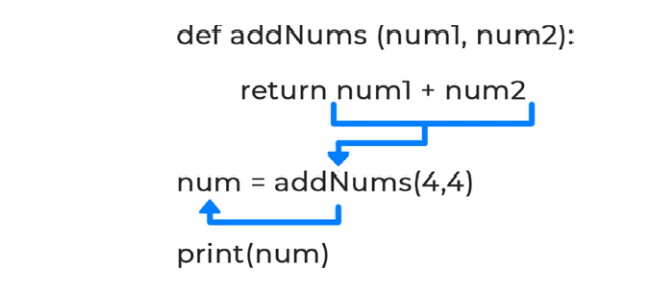 def addNums (num1, num2):
return num1 + num2
num = addNums(4,4)
print(num)